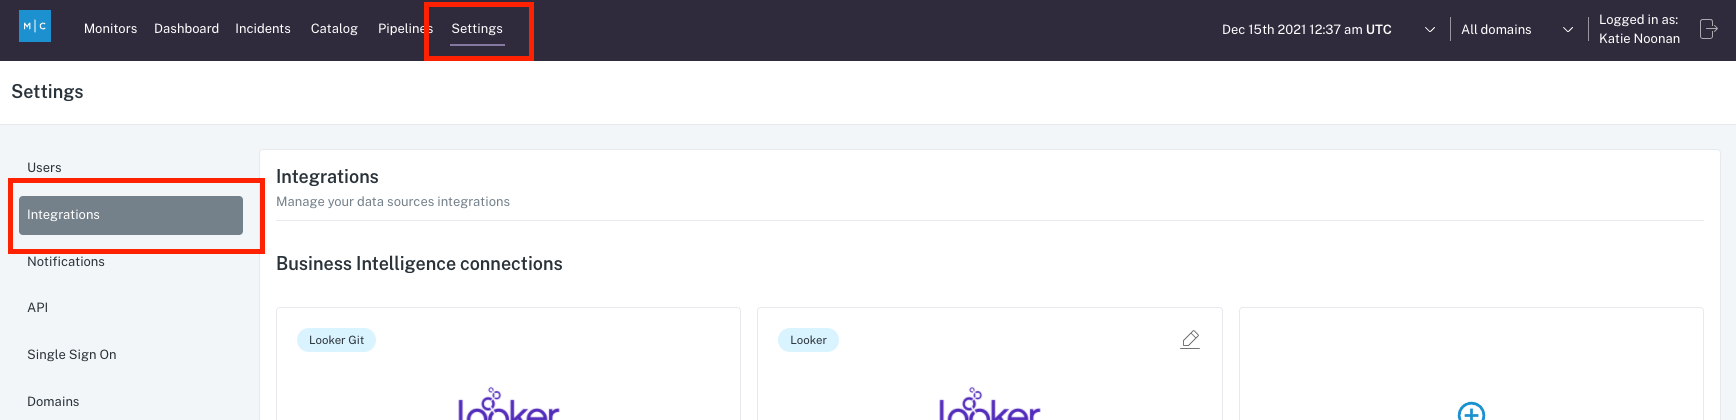 M|C Monitors Dashboard Incidents Catalog Pipelines Settings Dec 15th 2021 12:37 am UTC All domains Logged in as:
Katie Noonan
Settings
Users
Integrations
Notifications
API
Single Sign On
Domains
Integrations
Manage your data sources integrations
Business Intelligence connections
Looker Git
looker
Looker
looker